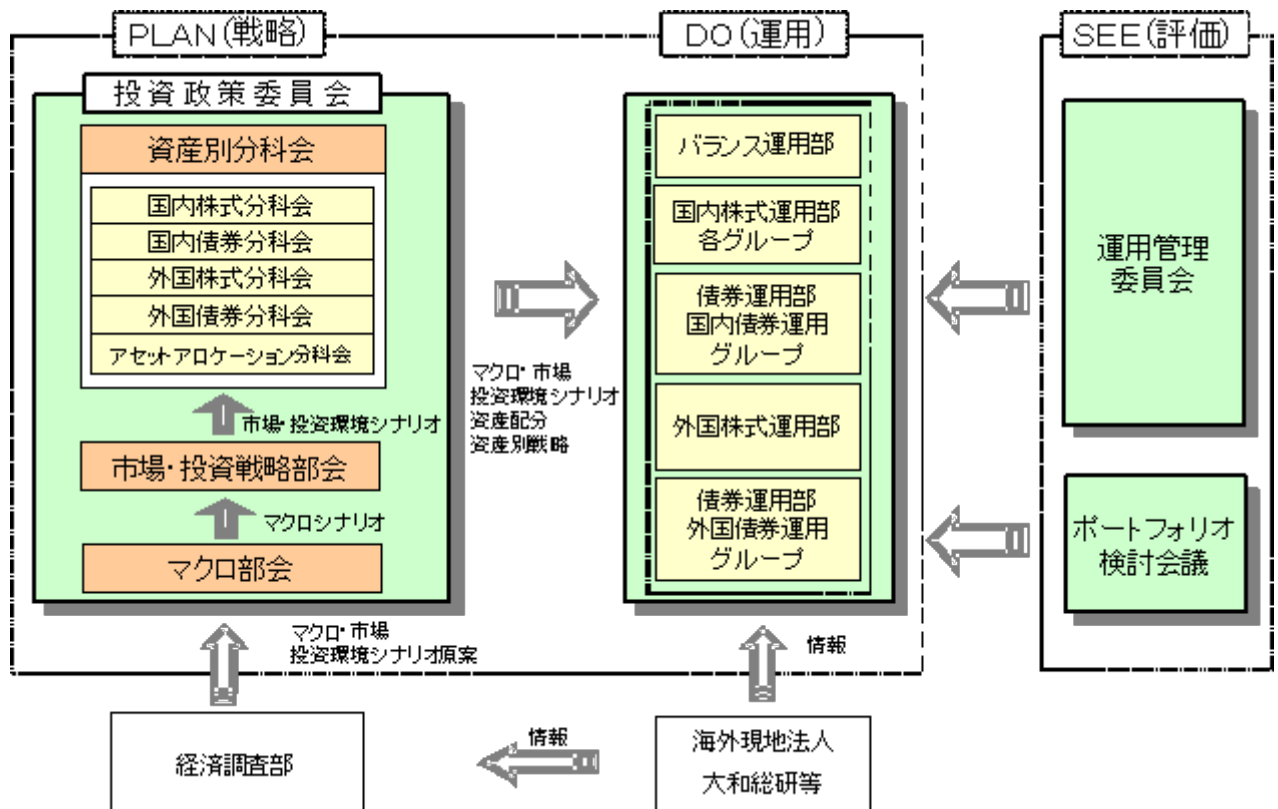 PLAN(戦略)
投資政策委員会
資産別分科会
国内株式分科会
国内債券分科会
外国株式分科会
外国債券分科会
アセットアロケーション分科会
市場・投資環境シナリオ
市場・投資戦略部会
マクロシナリオ
マクロ部会
マクロ・市場
投資環境シナリオ原案
経済調査部
マクロ・市場
投資環境シナリオ
資産配分
資産別戦略
DO(運用)
バランス運用部
国内株式運用部
各グループ
債券運用部
国内債券運用
グループ
外国株式運用部
債券運用部
外国債券運用
グループ
情報
情報
海外現地法人
大和総研等
SEE(評価)
運用管理
委員会
ポートフォリオ
検討会議